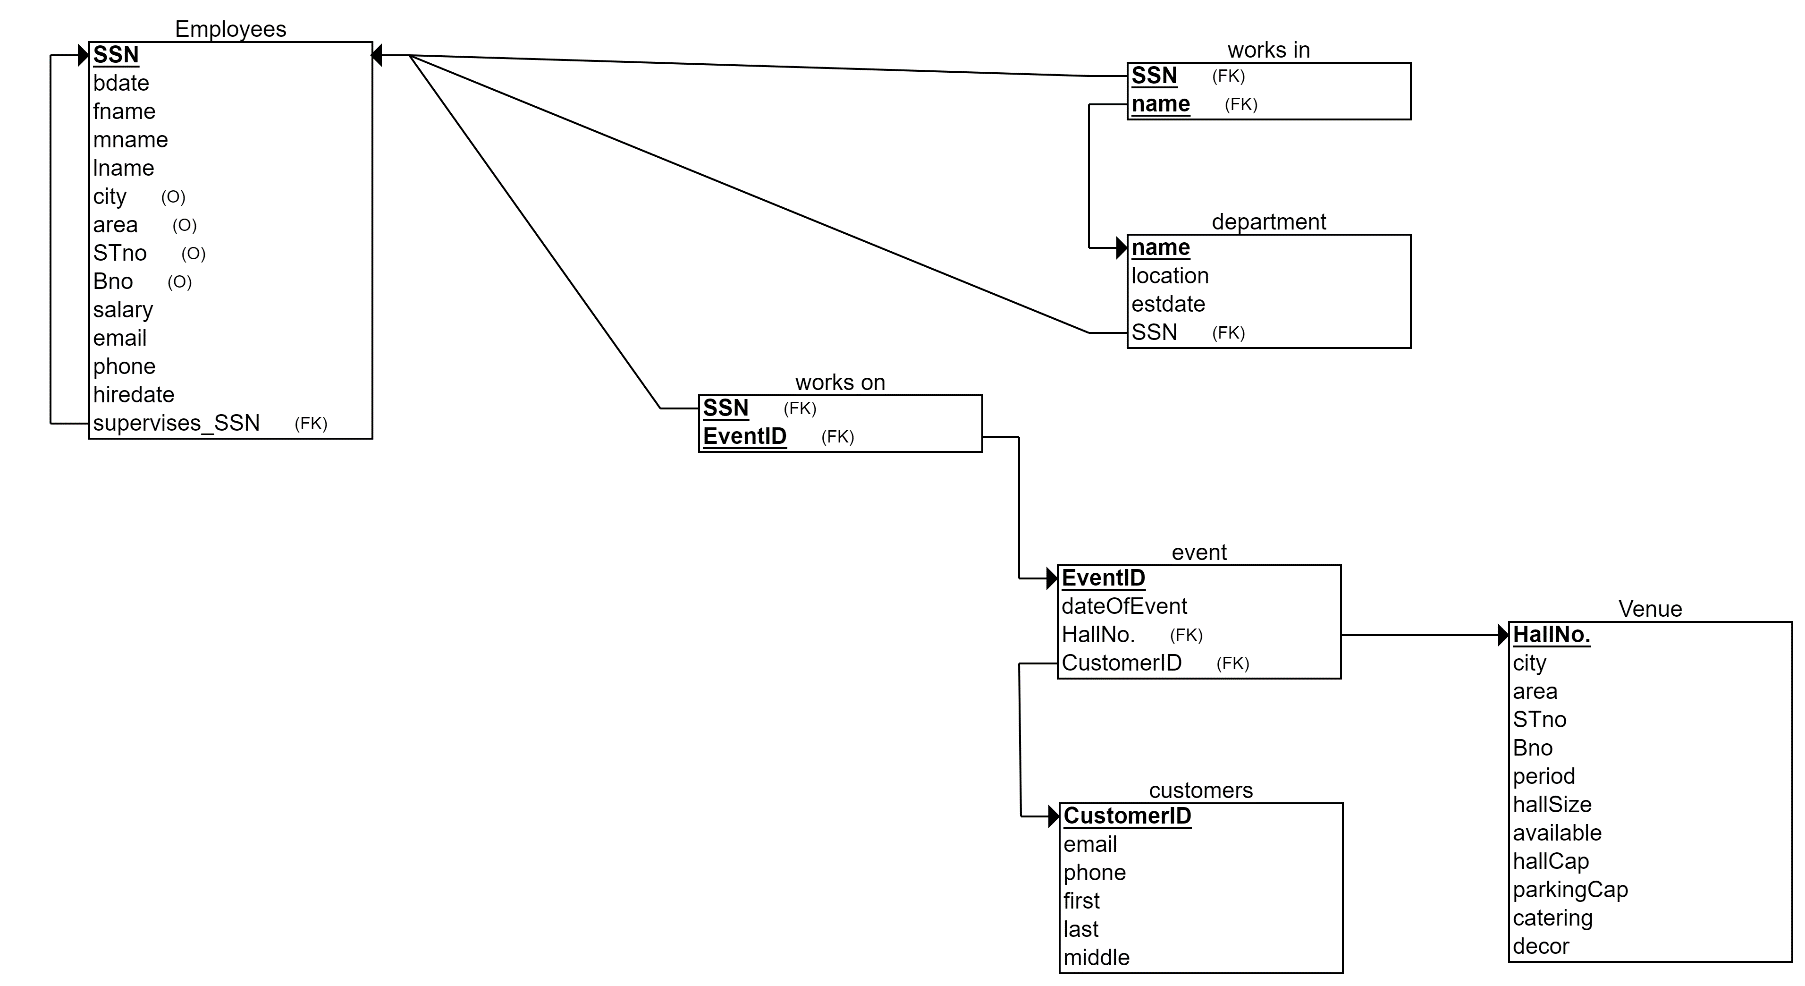 Employees
SSN
bdate
fname
mname
lname
city (O)
area (O)
STno (O)
Bno (O)
salary
email
phone
hiredate
supervises_SSN (FK)
works in
SSN (FK)
name (FK)
department
name
location
estdate
SSN (FK)
works on
SSN (FK)
EventID (FK)
event
EventID
dateOfEvent
HallNo. (FK)
CustomerID (FK)
customers
CustomerID
email
phone
first
last
middle
Venue
HallNo.
city
area
STno
Bno
period
hallSize
available
hallCap
parkingCap
catering
decor